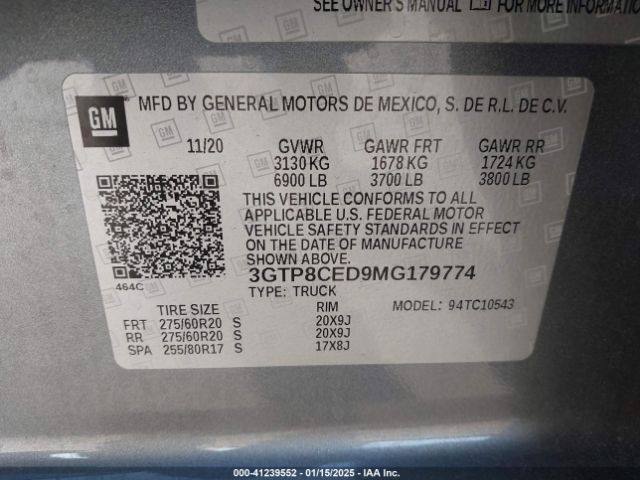 SEE OWNER'S MANUAL FOR MORE INFORMATION
GM
MFD BY GENERAL MOTORS DE MEXICO, S. DE R.L. DE C.V.
11/20 GVWR GAWR FRT GAWR RR
3130 KG 1678 KG 1724 KG
6900 LB 3700 LB 3800 LB
THIS VEHICLE CONFORMS TO ALL
APPLICABLE U.S. FEDERAL MOTOR
VEHICLE SAFETY STANDARDS IN EFFECT
ON THE DATE OF MANUFACTURE
SHOWN ABOVE.
3GTP8CED9MG179774
464C
TYPE: TRUCK MODEL: 94TC10543
TIRE SIZE RIM
FRT 275/60R20 S 20X9J
RR 275/60R20 S 20X9J
SPA 255/80R17 S 17X8J
000-41239552 - 01/15/2025 - IAA Inc.